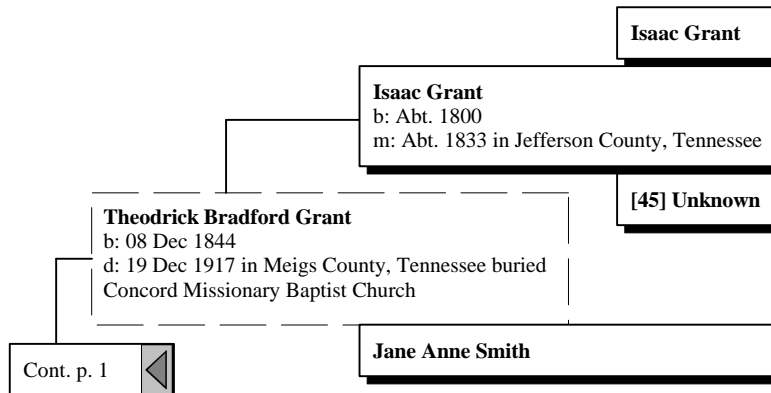 Isaac Grant
Isaac Grant
b: Abt. 1800
m: Abt. 1833 in Jefferson County, Tennessee
[45] Unknown
Theodrick Bradford Grant
b: 08 Dec 1844
d: 19 Dec 1917 in Meigs County, Tennessee buried
Concord Missionary Baptist Church
Jane Anne Smith
Cont. p. 1